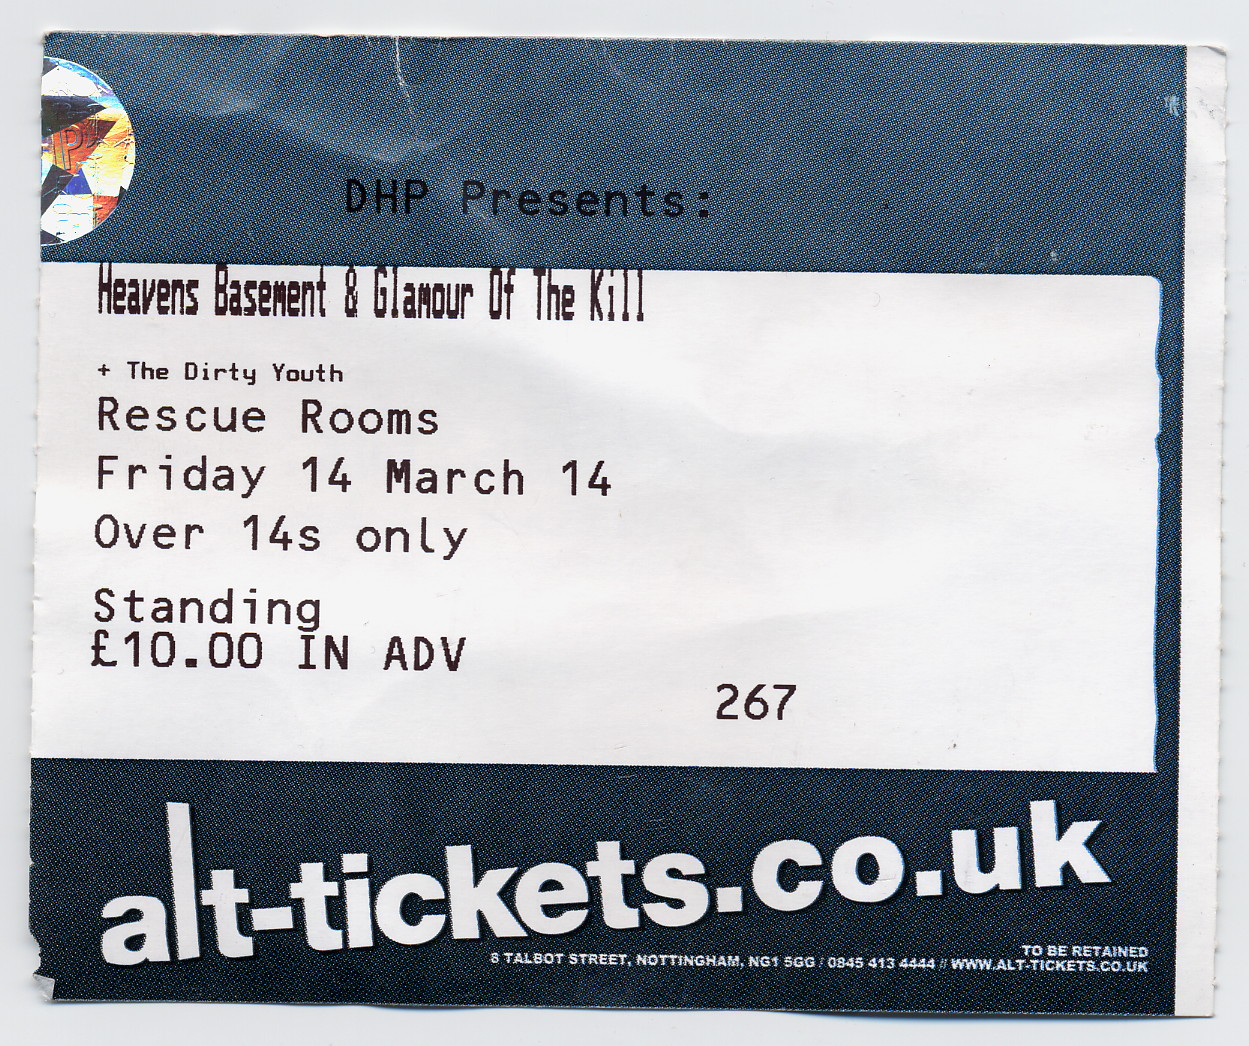 DHP Presents:
Heavens Basement & Glamour Of The Kill
+ The Dirty Youth
Rescue Rooms
Friday 14 March 14
Over 14s only
Standing
£10.00 IN ADV
267
alt-tickets.co.uk
TO BE RETAINED
8 TALBOT STREET, NOTTINGHAM, NG1 5GG / 0845 413 4444 // WWW.ALT-TICKETS.CO.UK